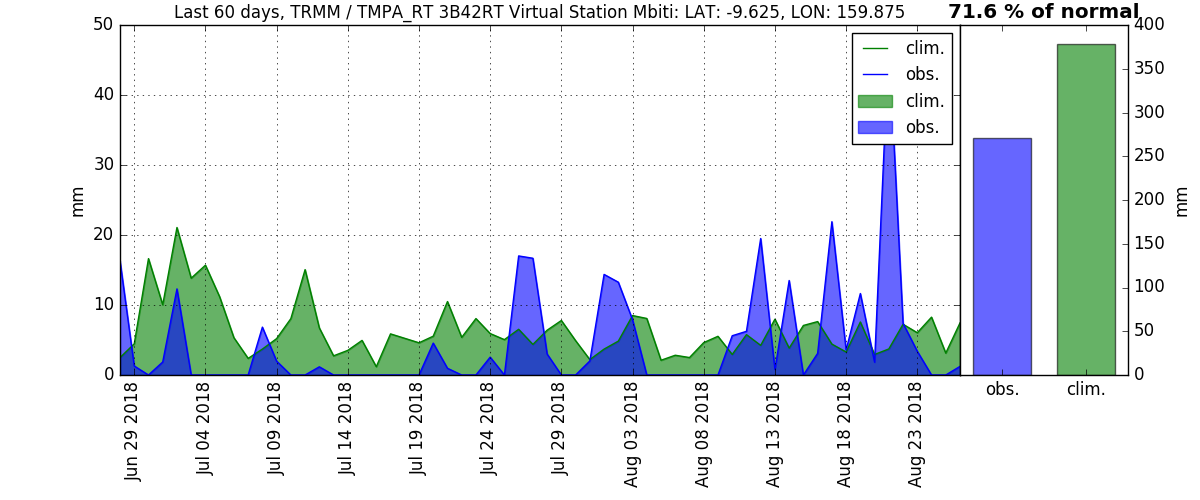 Last 60 days, TRMM / TMPA_RT 3B42RT Virtual Station Mbiti: LAT: -9.625, LON: 159.875
71.6 % of normal
50
40
30
20
10
0
mm
clim.
obs.
clim.
obs.
Jun 29 2018
Jul 04 2018
Jul 09 2018
Jul 14 2018
Jul 19 2018
Jul 24 2018
Jul 29 2018
Aug 03 2018
Aug 08 2018
Aug 13 2018
Aug 18 2018
Aug 23 2018
400
350
300
250
200
150
100
50
0
mm
obs.
clim.